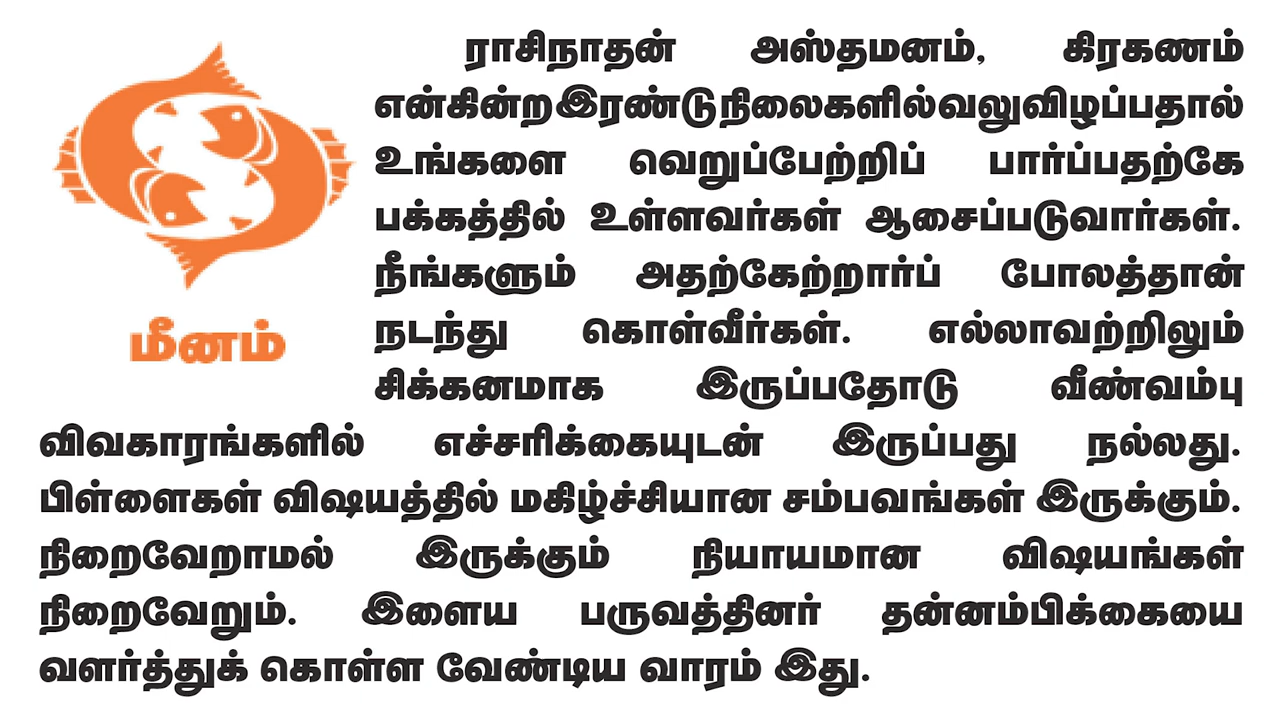 ராசிநாதன் அஸ்தமனம், கிரகணம்
என்கின்ற இரண்டு நிலைகளில் வலுவிழப்பதால்
உங்களை வெறுப்பேற்றிப் பார்ப்பதற்கே
பக்கத்தில் உள்ளவர்கள் ஆசைப்படுவார்கள்.
நீங்களும் அதற்கேற்றார்ப் போலத்தான்
நடந்து கொள்வீர்கள். எல்லாவற்றிலும்
சிக்கனமாக இருப்பதோடு வீண்வம்பு
விவகாரங்களில் எச்சரிக்கையுடன் இருப்பது நல்லது.
பிள்ளைகள் விஷயத்தில் மகிழ்ச்சியான சம்பவங்கள் இருக்கும்.
நிறைவேறாமல் இருக்கும் நியாயமான விஷயங்கள்
நிறைவேறும். இளைய பருவத்தினர் தன்னம்பிக்கையை
வளர்த்துக் கொள்ள வேண்டிய வாரம் இது.
மீனம்